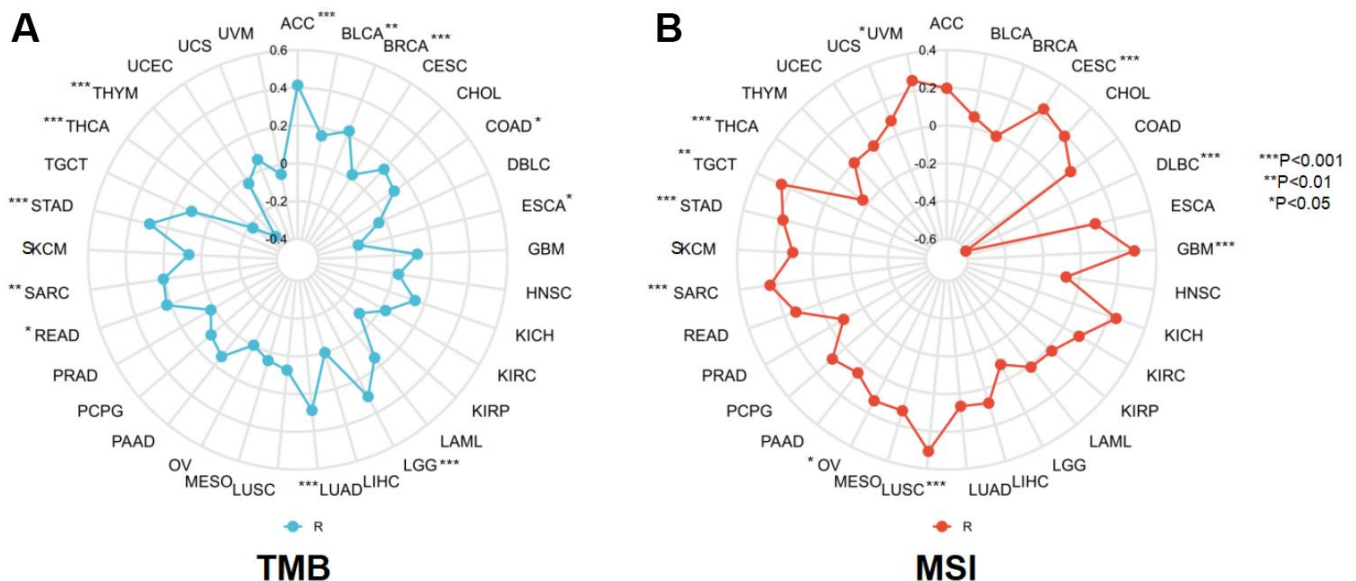 A
ACC ***
BLCA **
BRCA ***
CESC
CHOL
COAD *
DBLC
ESCA *
GBM
HNSC
KICH
KIRC
KIRP
LAML
LGG ***
LIHC
*** LUAD
LUSC
MESO
OV
PAAD
PCPG
PRAD
* READ
** SARC
SKCM
*** STAD
TGCT
*** THCA
*** THYM
UCEC
UCS
UVM
0.6
0.4
0.2
0
-0.2
-0.4
R
TMB
B
ACC
BLCA
BRCA
CESC ***
CHOL
COAD
DLBC ***
ESCA
GBM ***
HNSC
KICH
KIRC
KIRP
LAML
LGG
LIHC
LUAD
LUSC ***
MESO
* OV
PAAD
PCPG
PRAD
READ
*** SARC
SKCM
*** STAD
** TGCT
*** THCA
THYM
UCEC
UCS
* UVM
0.4
0.2
0
-0.2
-0.4
-0.6
R
MSI
***P<0.001
**P<0.01
*P<0.05